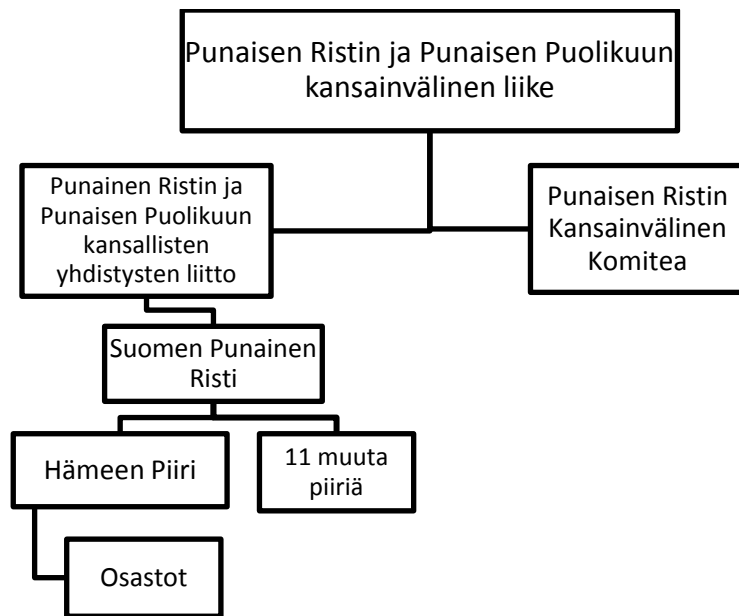 Punaisen Ristin ja Punaisen Puolikuun
kansainvälinen liike
Punainen Ristin ja
Punaisen Puolikuun
kansallisten
yhdistysten liitto
Punaisen Ristin
Kansainvälinen
Komitea
Suomen Punainen
Risti
Hämeen Piiri
11 muuta
piiriä
Osastot